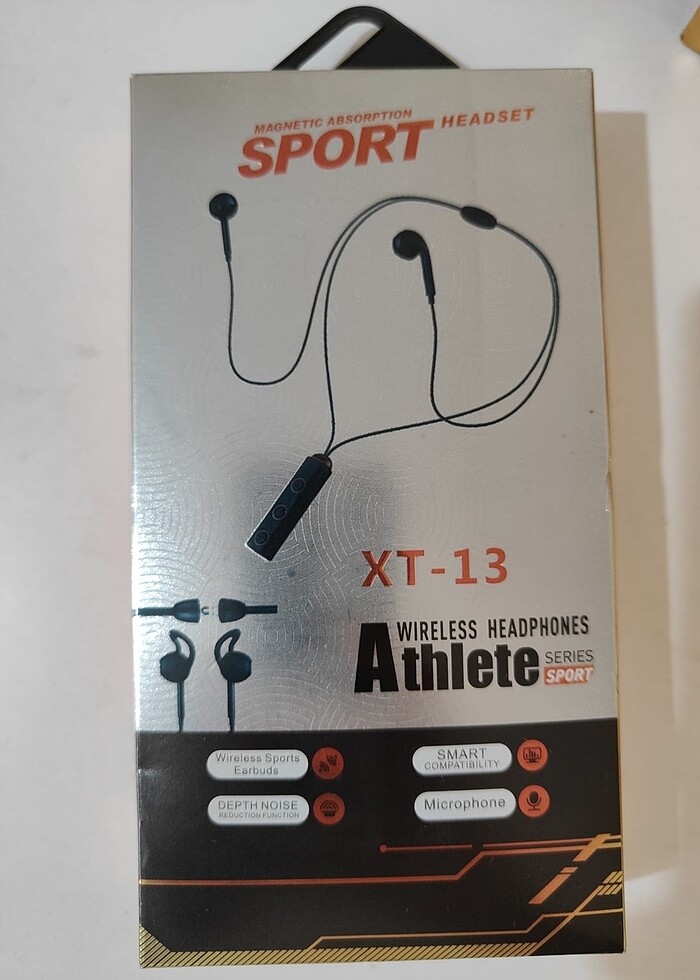 MAGNETIC ABSORPTION
SPORT HEADSET
XT-13
WIRELESS HEADPHONES
Athlete SERIES
SPORT
Wireless Sports
Earbuds
SMART
COMPATIBILITY
DEPTH NOISE
REDUCTION FUNCTION
Microphone